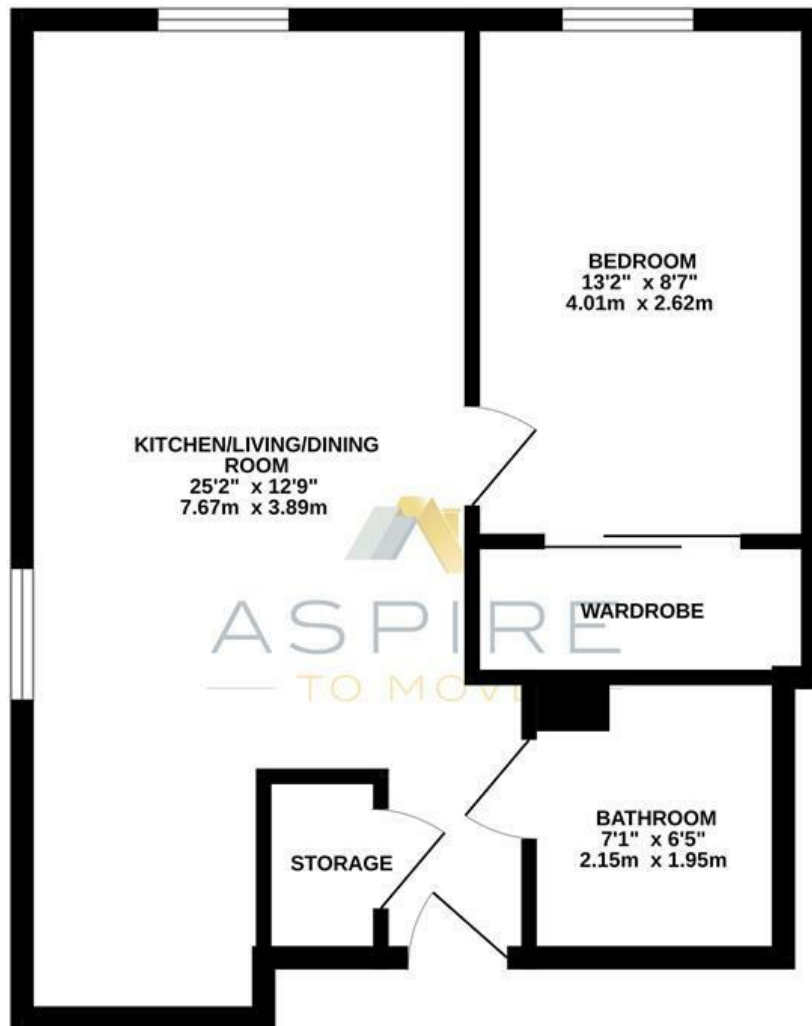 BEDROOM
13'2" x 8'7"
4.01m x 2.62m
KITCHEN/LIVING/DINING
ROOM
25'2" x 12'9"
7.67m x 3.89m
WARDROBE
ASPIRE
TO MOVE
BATHROOM
7'1" x 6'5"
2.15m x 1.95m
STORAGE